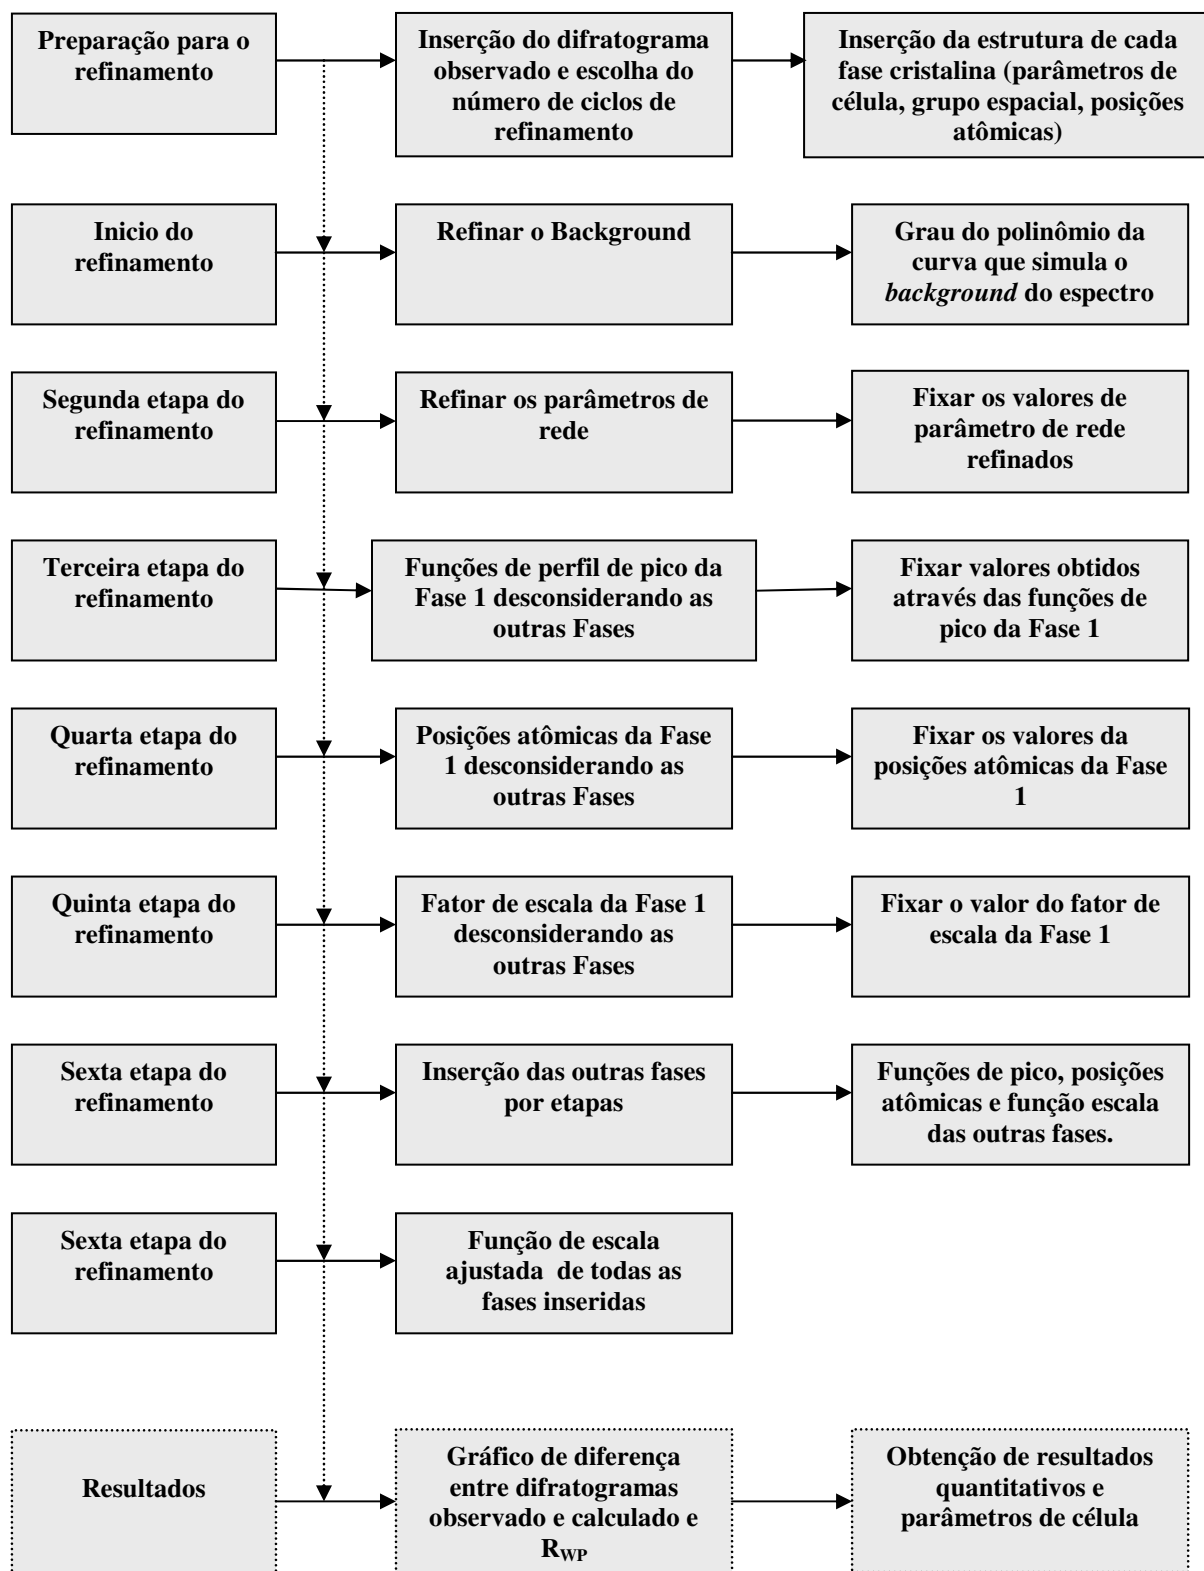 Preparação para o
refinamento
Inserção do difratograma
observado e escolha do
número de ciclos de
refinamento
Inserção da estrutura de cada
fase cristalina (parâmetros de
célula, grupo espacial, posições
atômicas)
Inicio do
refinamento
Refinar o Background
Grau do polinômio da
curva que simula o
background do espectro
Segunda etapa do
refinamento
Refinar os parâmetros de
rede
Fixar os valores de
parâmetro de rede
refinados
Terceira etapa do
refinamento
Funções de perfil de pico da
Fase 1 desconsiderando as
outras Fases
Fixar valores obtidos
através das funções de
pico da Fase 1
Quarta etapa do
refinamento
Posições atômicas da Fase
1 desconsiderando as
outras Fases
Fixar os valores da
posições atômicas da Fase
1
Quinta etapa do
refinamento
Fator de escala da Fase 1
desconsiderando as
outras Fases
Fixar o valor do fator de
escala da Fase 1
Sexta etapa do
refinamento
Inserção das outras fases
por etapas
Funções de pico, posições
atômicas e função escala
das outras fases.
Sexta etapa do
refinamento
Função de escala
ajustada de todas as
fases inseridas
Resultados
Gráfico de diferença
entre difratogramas
observado e calculado e
RWP
Obtenção de resultados
quantitativos e
parâmetros de célula